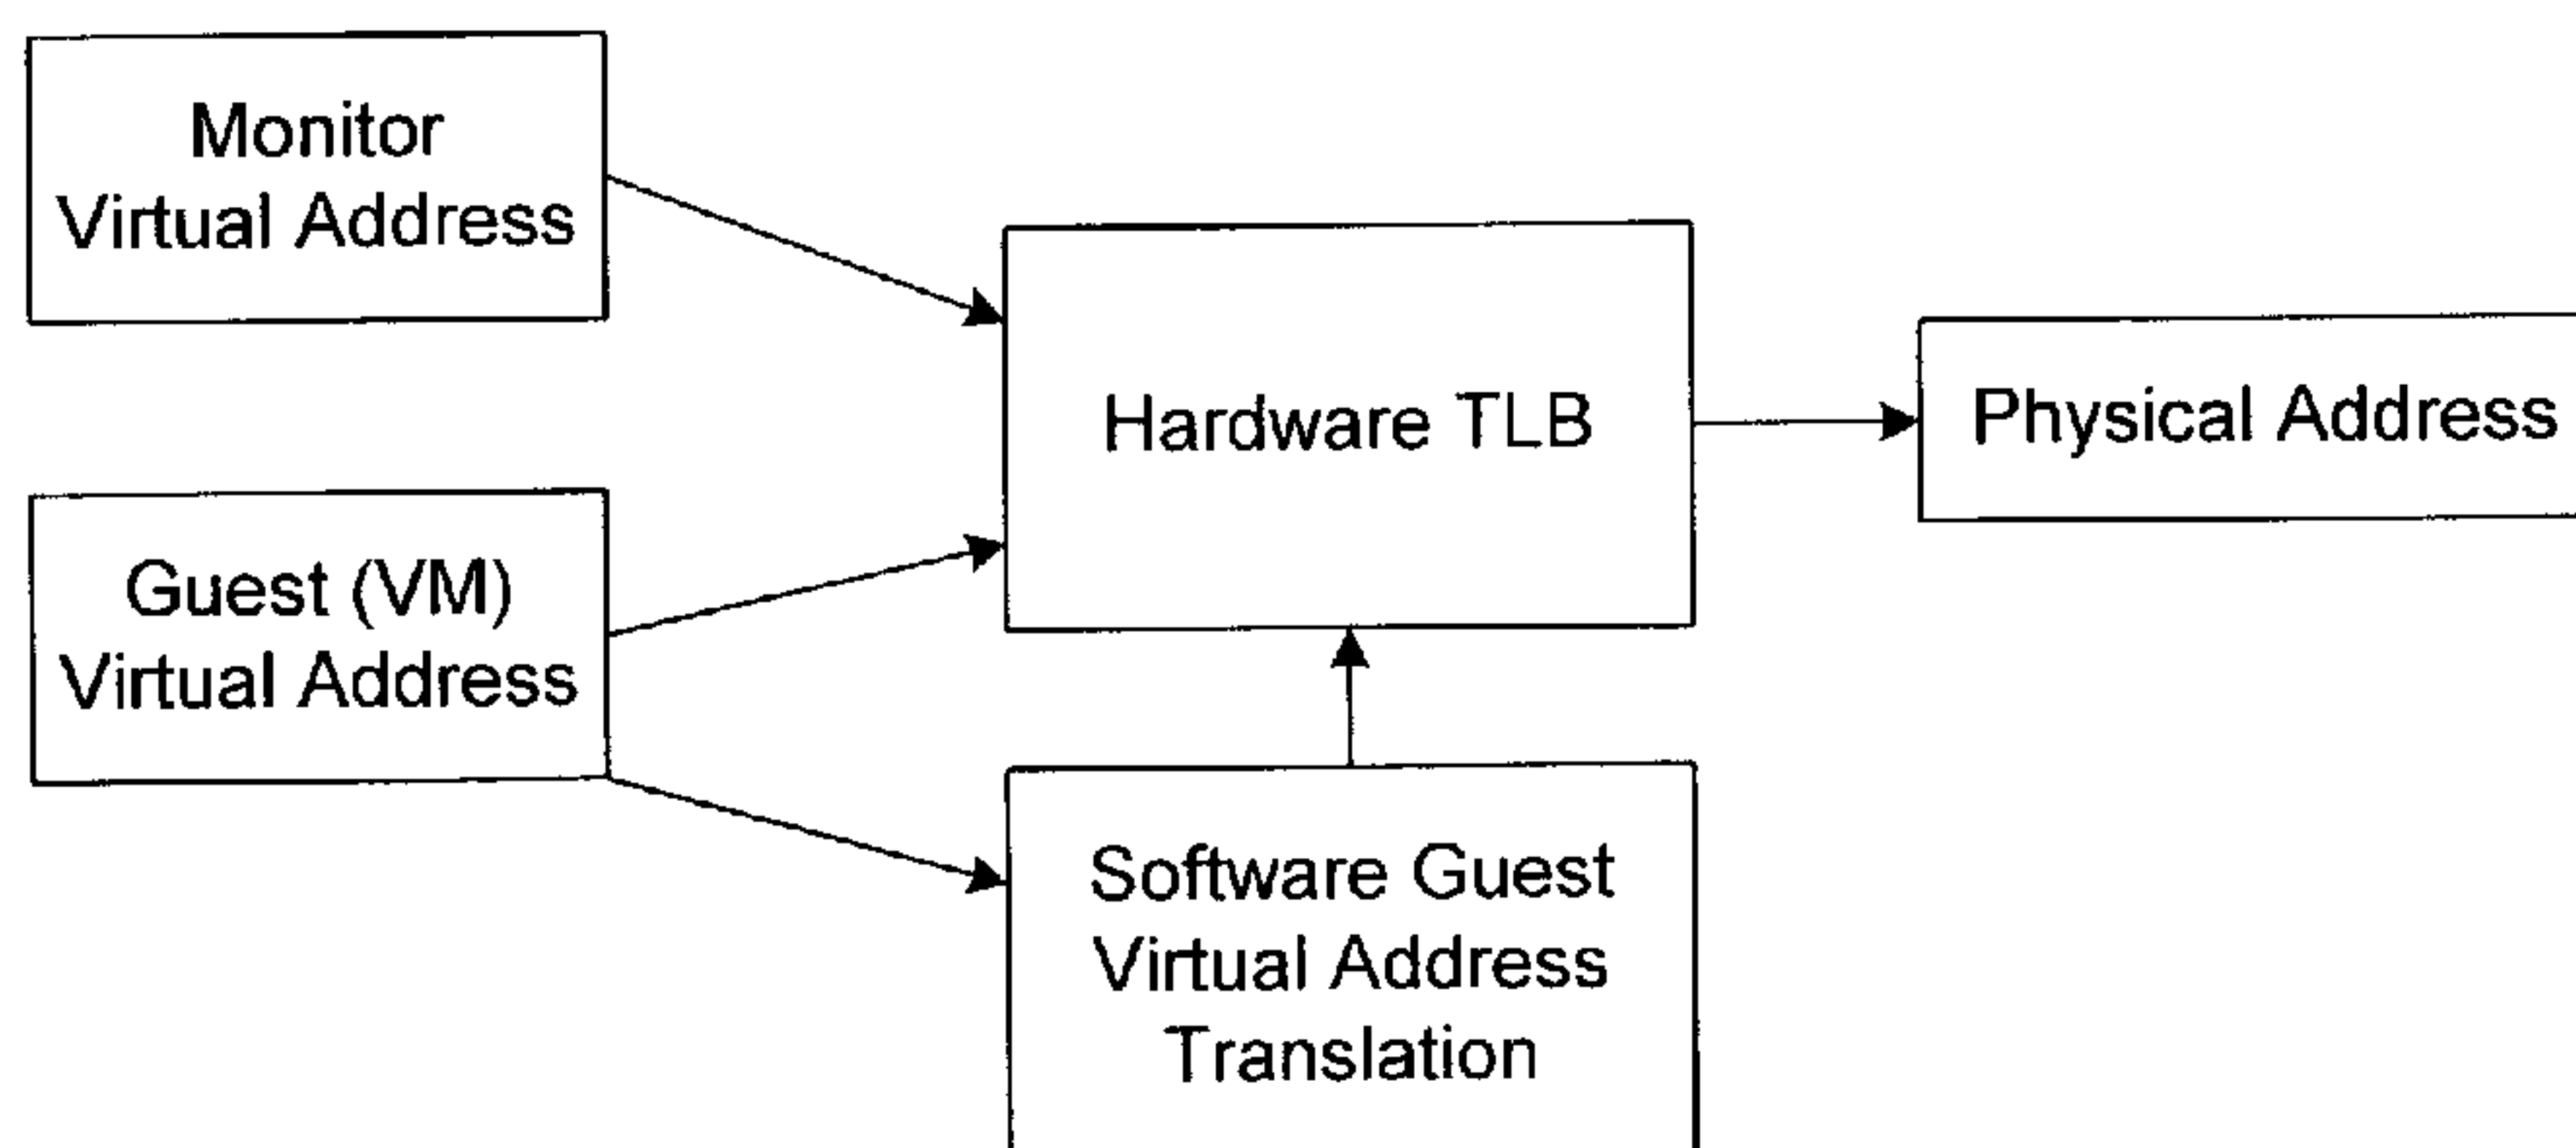 Monitor
Virtual Address
Hardware TLB
Physical Address
Guest (VM)
Virtual Address
Software Guest
Virtual Address
Translation